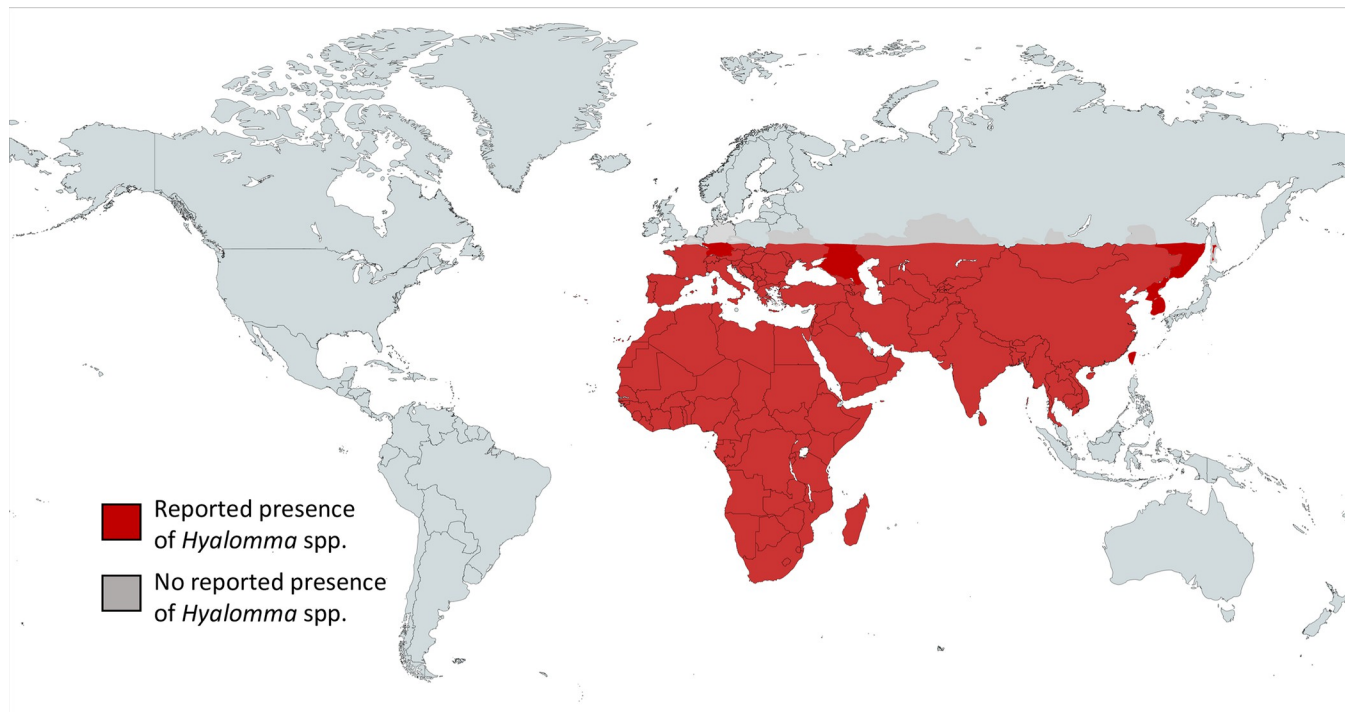 Reported presence
of Hyalomma spp.
No reported presence
of Hyalomma spp.